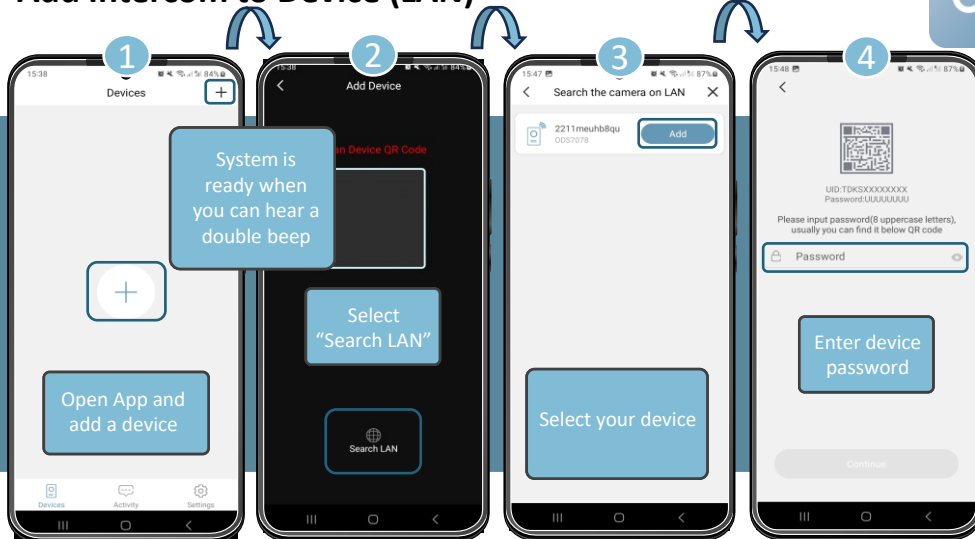 Add Intercom to Device (LAN)
1
15:38
84%
Devices
+
System is
ready when
you can hear a
double beep
+
Open App and
add a device
Devices
Activity
Settings
2
15:38
84%
Add Device
an Device QR Code
Select
“Search LAN”
Search LAN
3
15:47
87%
Search the camera on LAN
2211meuhb8qu
ODS7078
Add
Select your device
4
15:48
87%
UID:TDKSXXXXXXX
Password:UUUUUUUU
Please input password(8 uppercase letters),
usually you can find it below QR code
Password
Enter device
password
Continue